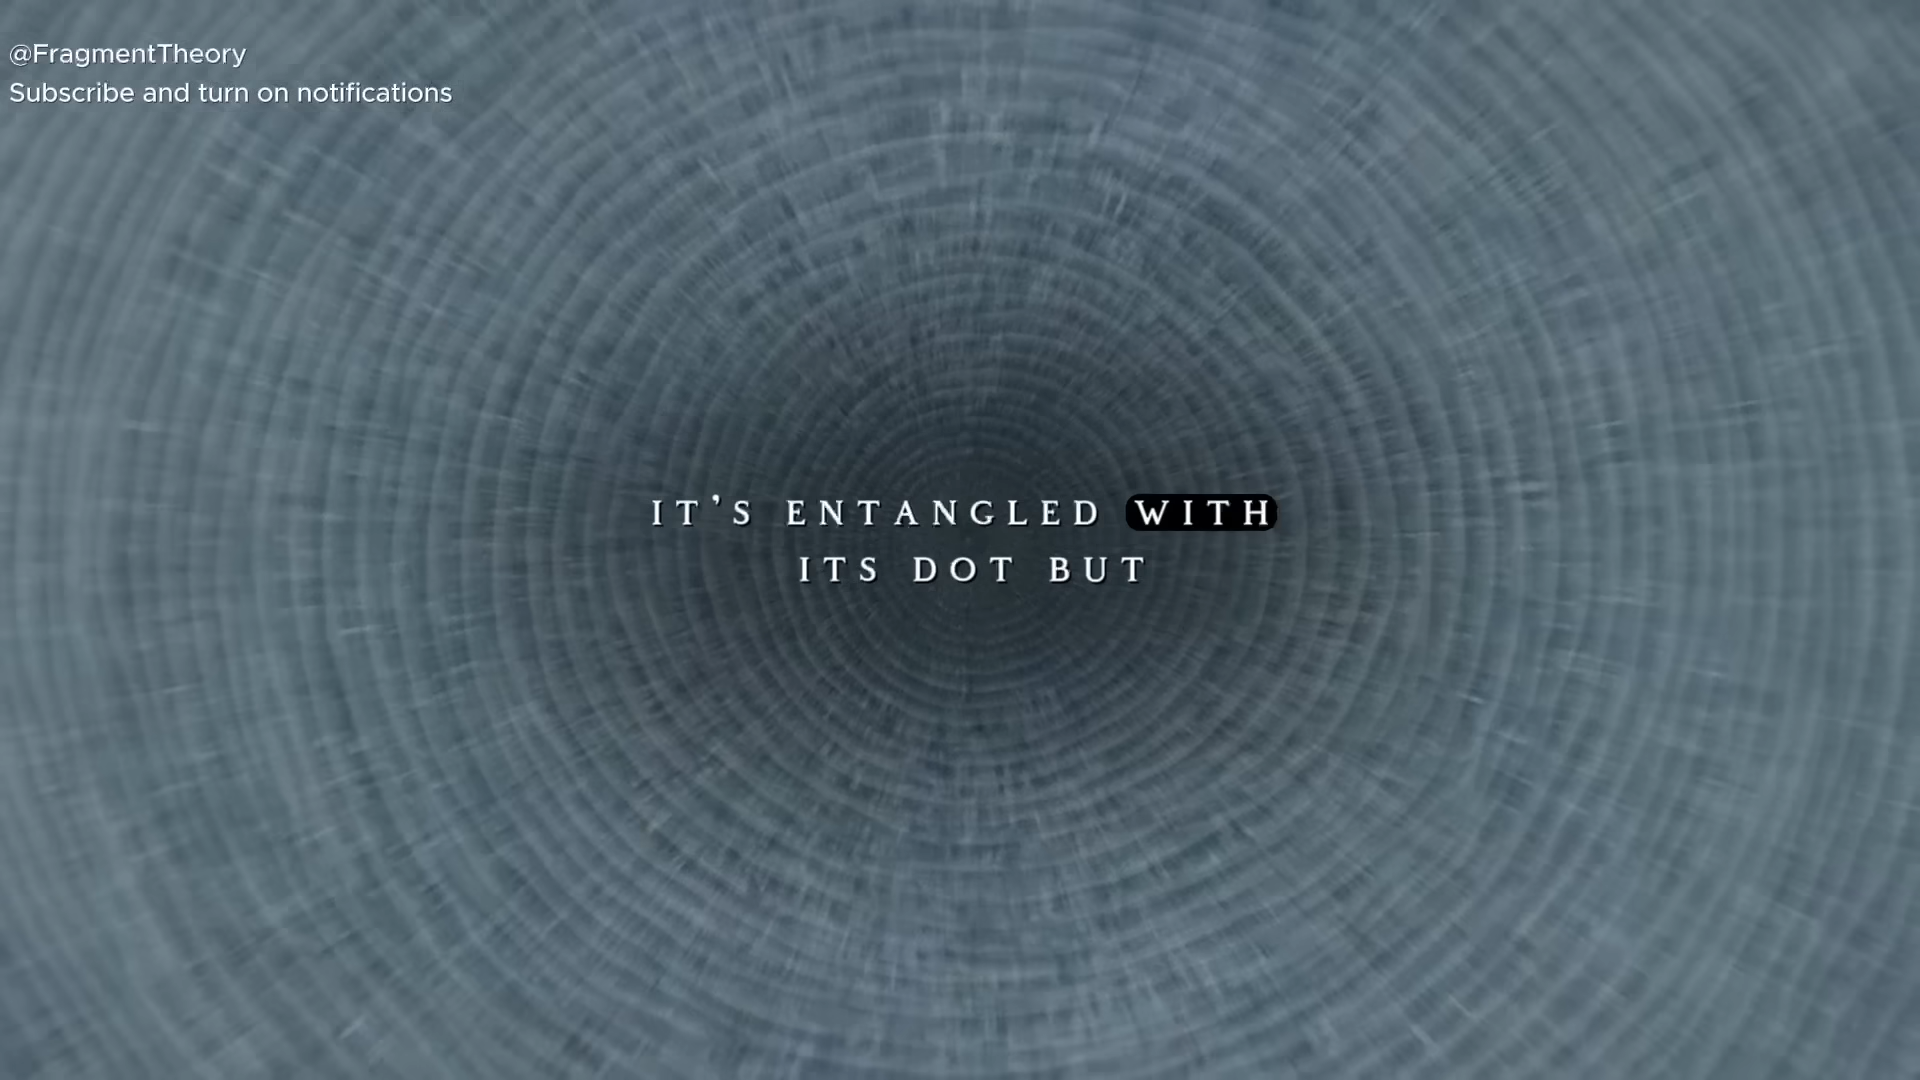 @FragmentTheory
Subscribe and turn on notifications
IT'S ENTANGLED WITH
ITS DOT BUT